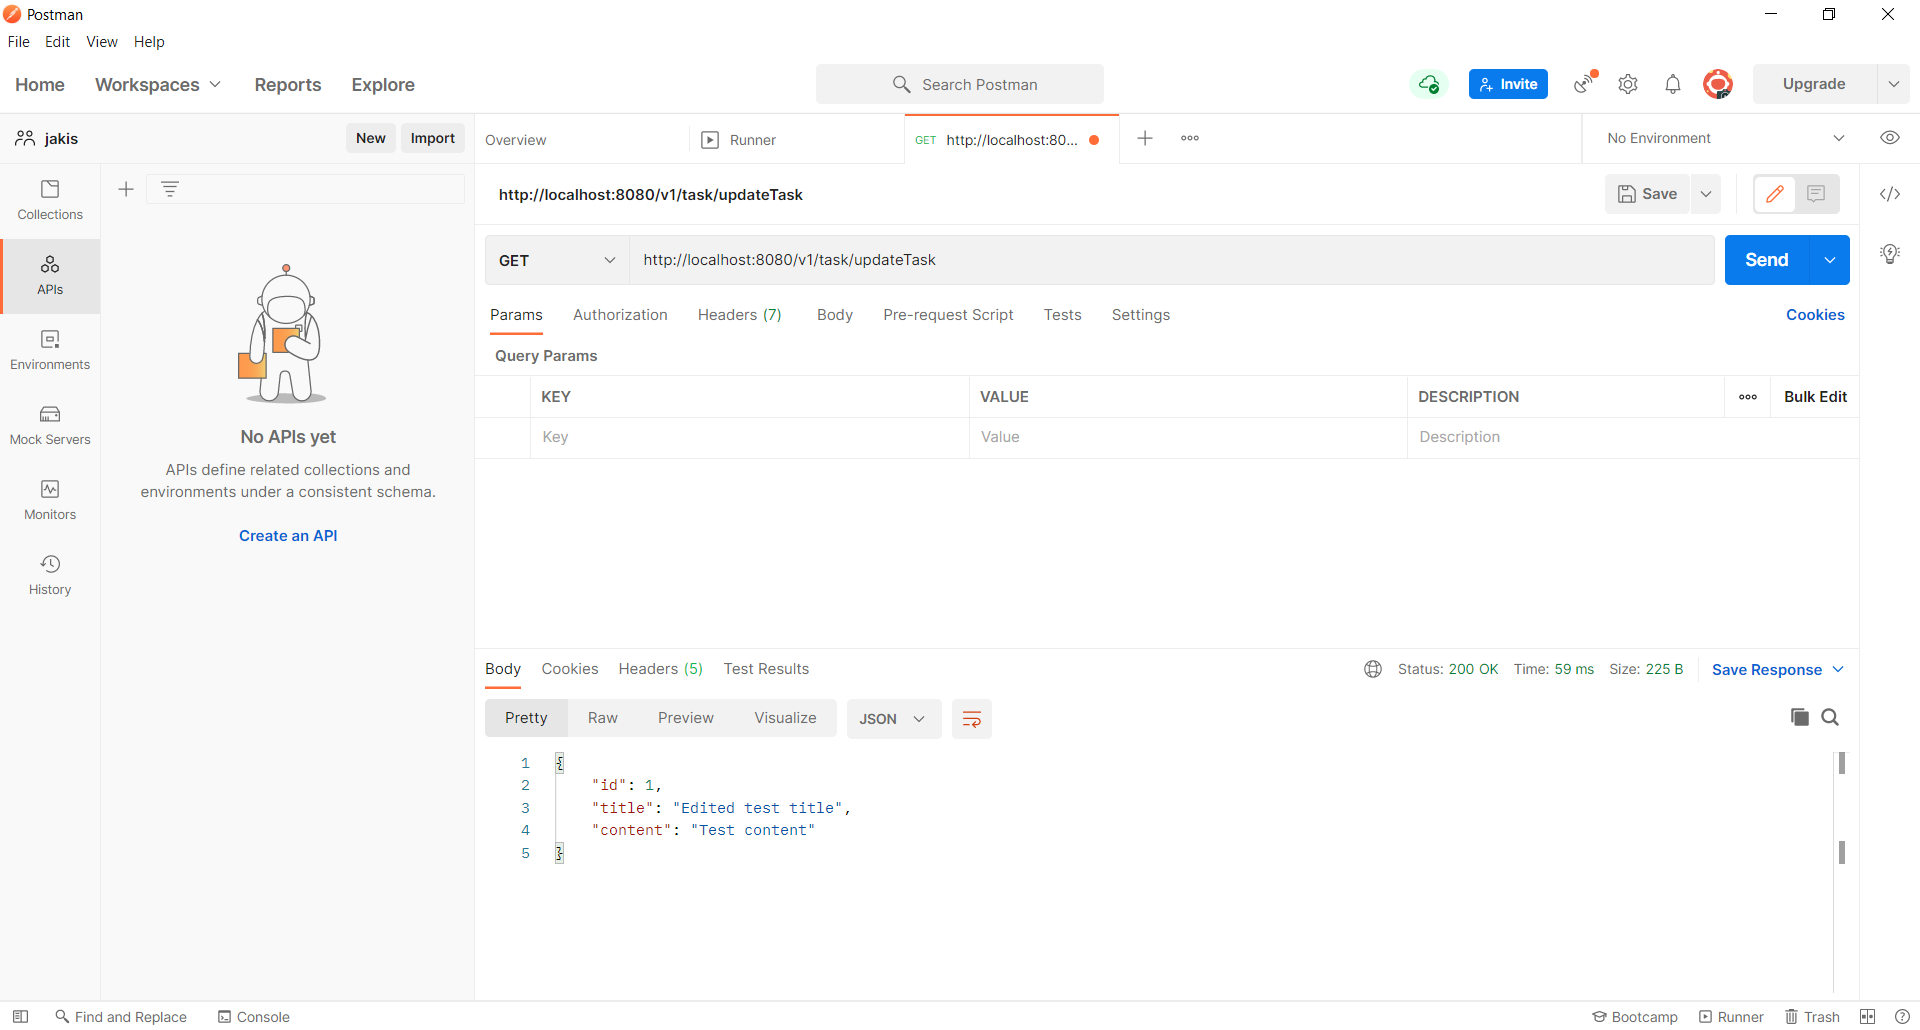 Postman
File Edit View Help
Home Workspaces Reports Explore Search Postman Invite Upgrade
jakis New Import Overview Runner GET http://localhost:80... No Environment
Collections
APIs
Environments
Mock Servers
Monitors
History
No APIs yet
APIs define related collections and
environments under a consistent schema.
Create an API
http://localhost:8080/v1/task/updateTask Save
GET http://localhost:8080/v1/task/updateTask Send
Params Authorization Headers (7) Body Pre-request Script Tests Settings Cookies
Query Params
KEY VALUE DESCRIPTION Bulk Edit
Key Value Description
Body Cookies Headers (5) Test Results Status: 200 OK Time: 59 ms Size: 225 B Save Response
Pretty Raw Preview Visualize JSON
1 {
2 "id": 1,
3 "title": "Edited test title",
4 "content": "Test content"
5 }
Find and Replace Console Bootcamp Runner Trash